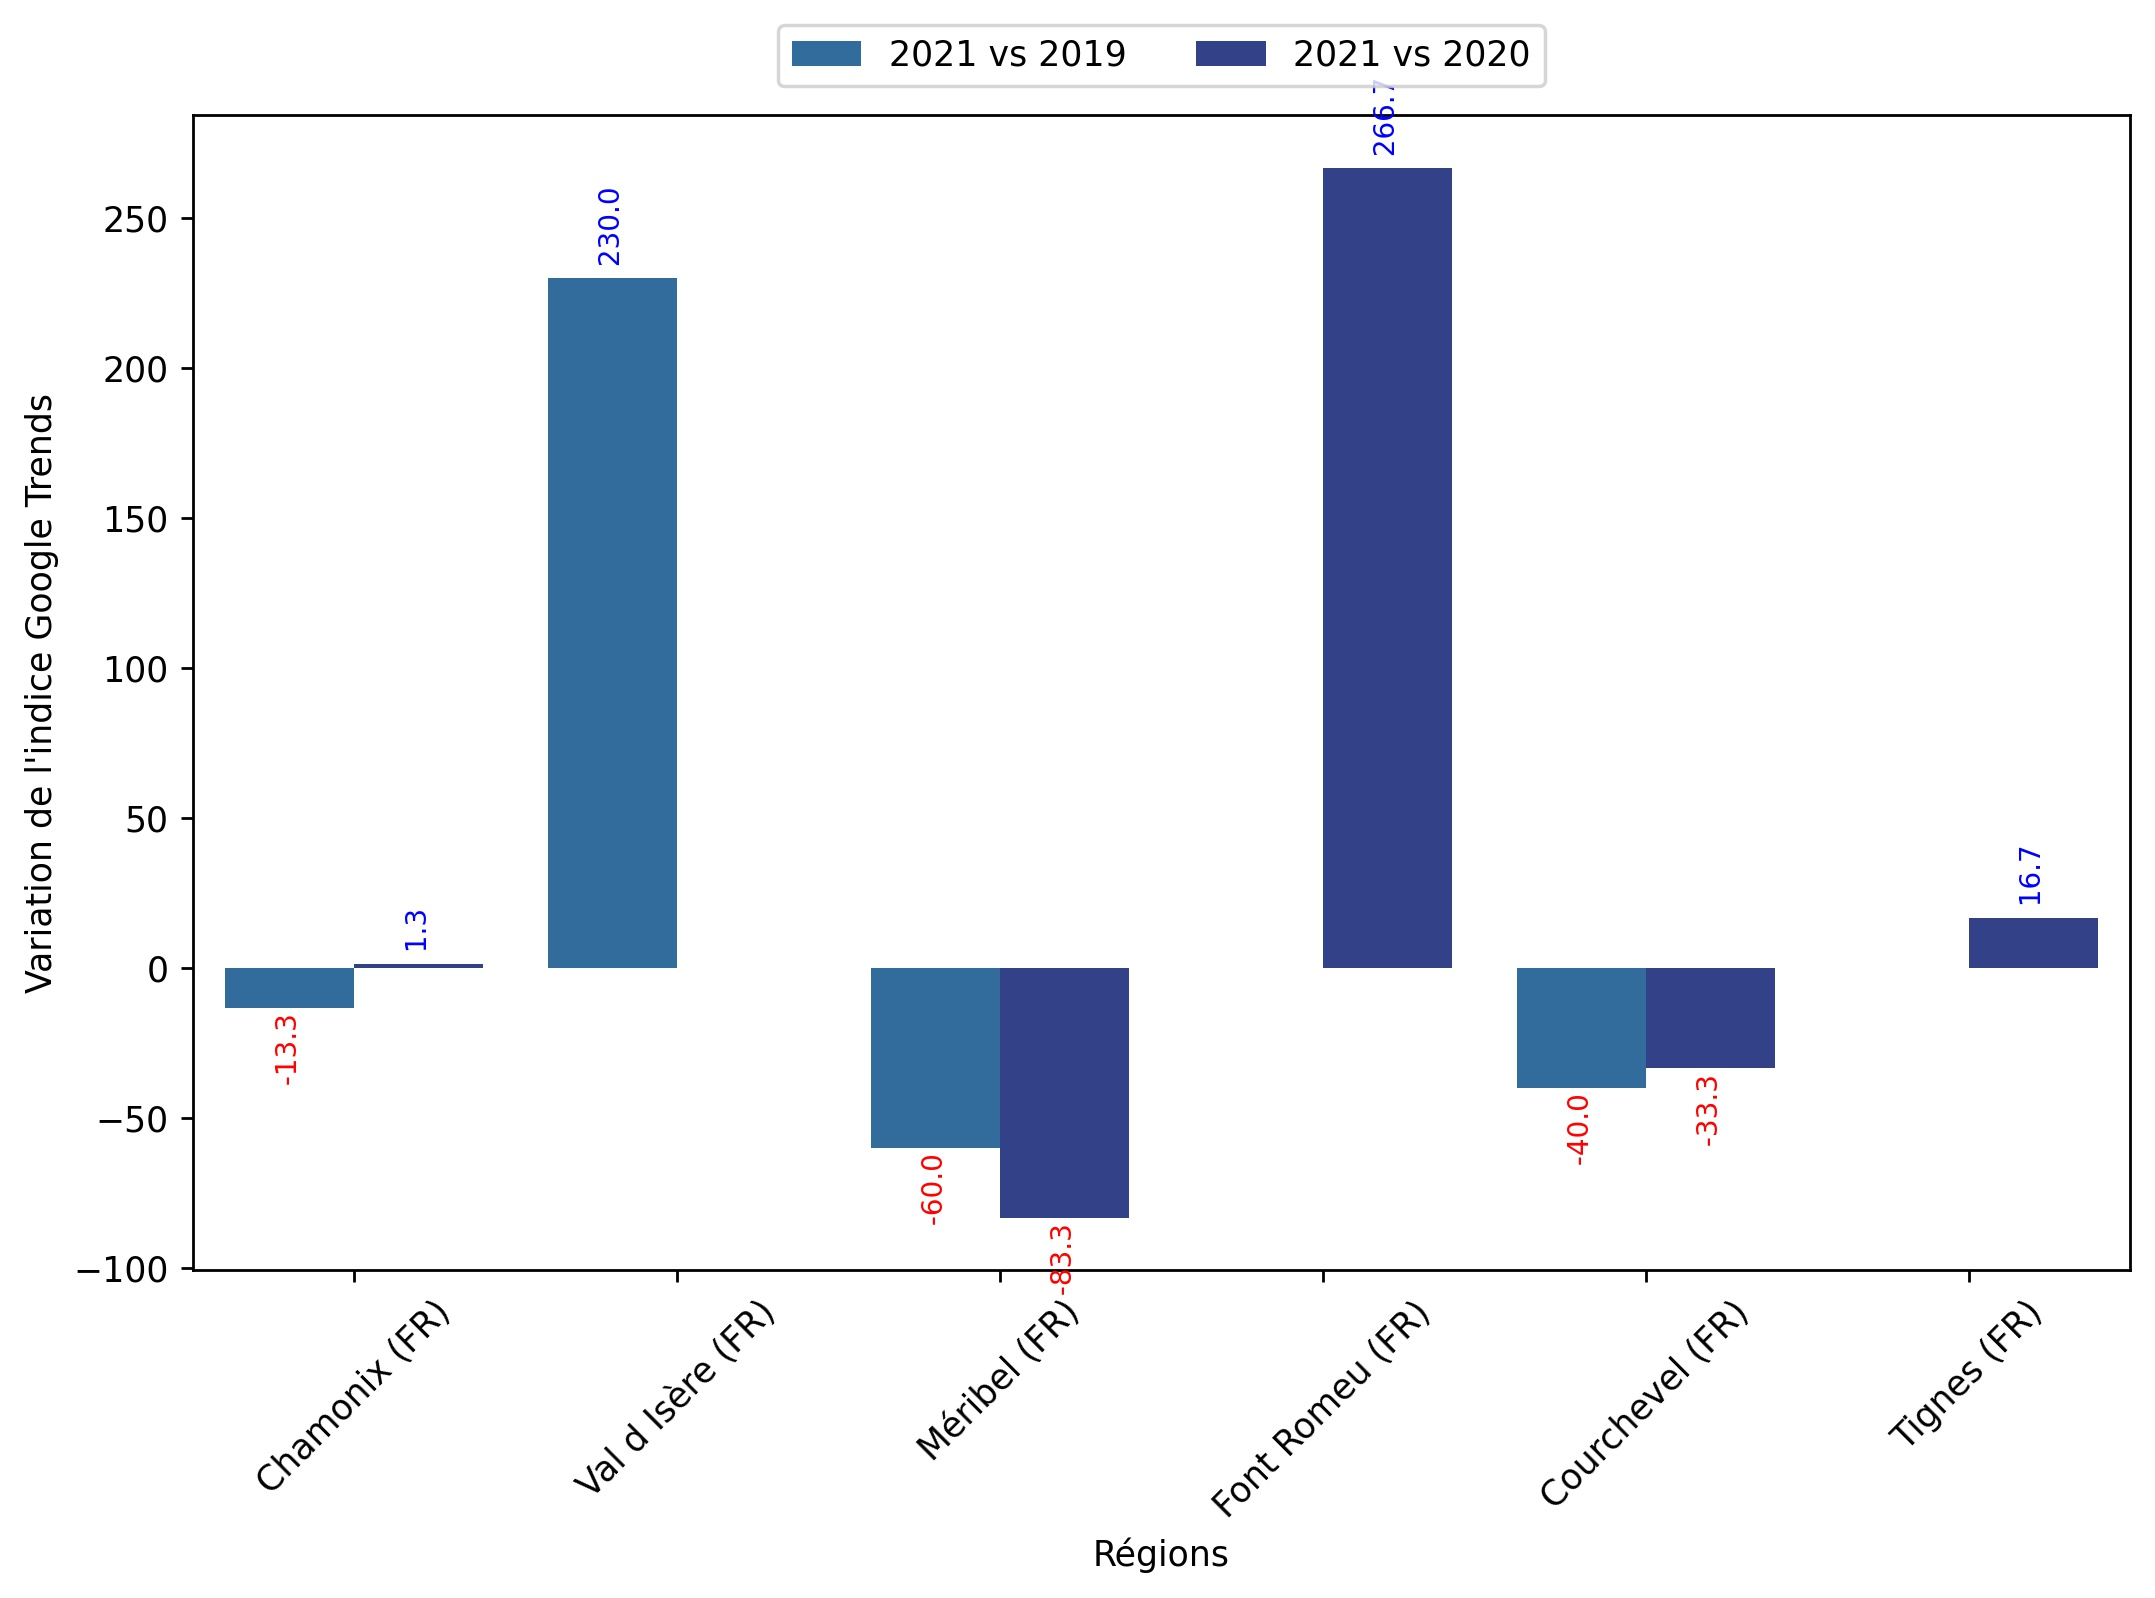 2021 vs 2019
2021 vs 2020
Variation de l'indice Google Trends
250
200
150
100
50
0
−50
−100
-13.3
1.3
230.0
-60.0
-83.3
266.7
-40.0
-33.3
16.7
Chamonix (FR)
Val d Isère (FR)
Méribel (FR)
Font Romeu (FR)
Courchevel (FR)
Tignes (FR)
Régions